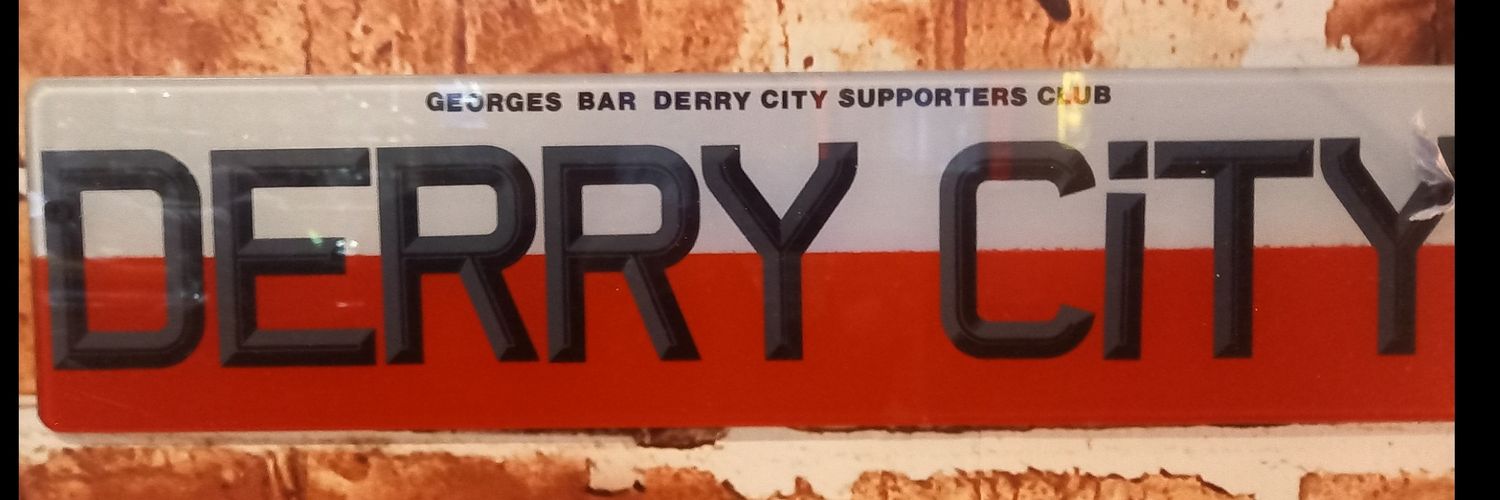 GEORGES BAR DERRY CITY SUPPORTERS CLUB
DERRY CiTY